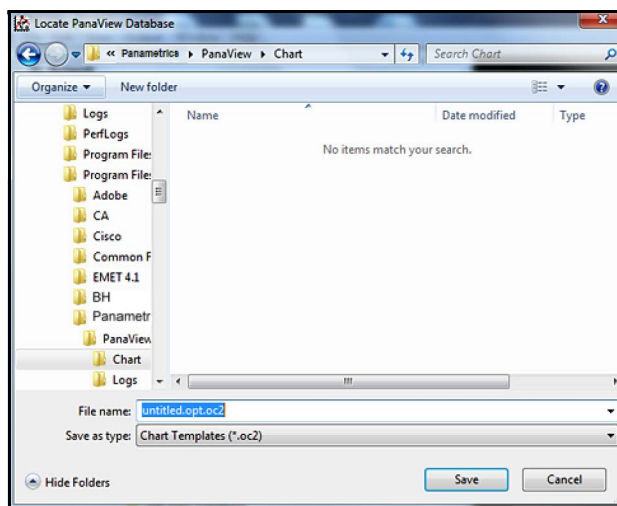 Locate PanaView Database
« Panametrics ▸ PanaView ▸ Chart
Search Chart
Organize
New folder
Logs
PerfLogs
Program Files
Program Files
Adobe
CA
Cisco
Common F
EMET 4.1
BH
Panametr
PanaView
Chart
Logs
Name
Date modified
Type
No items match your search.
File name: untitled.opt.oc2
Save as type: Chart Templates (*.oc2)
Hide Folders
Save
Cancel